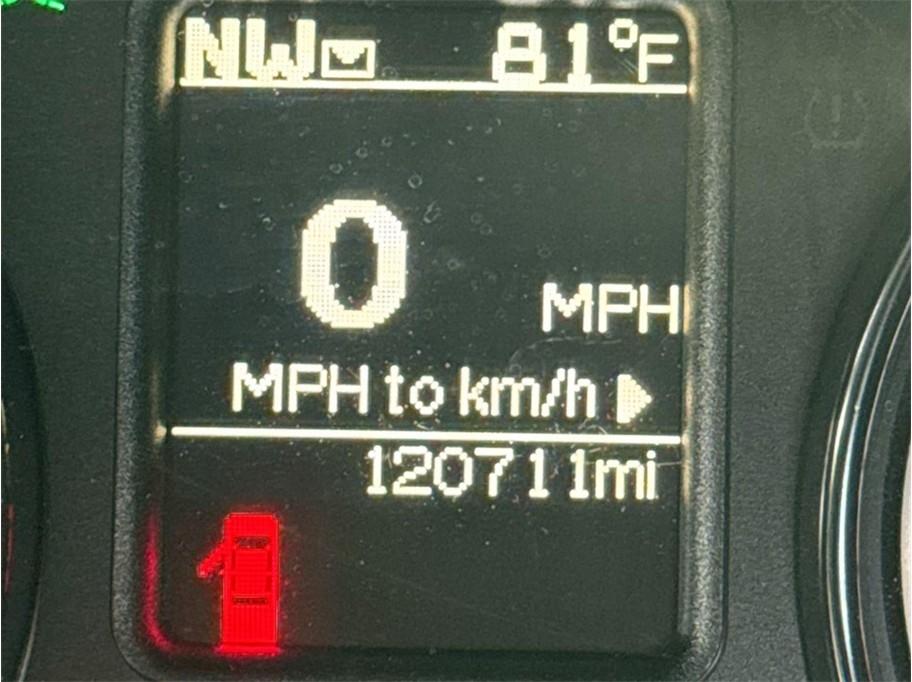 NW 81°F
0 MPH
MPH to km/h
120711mi